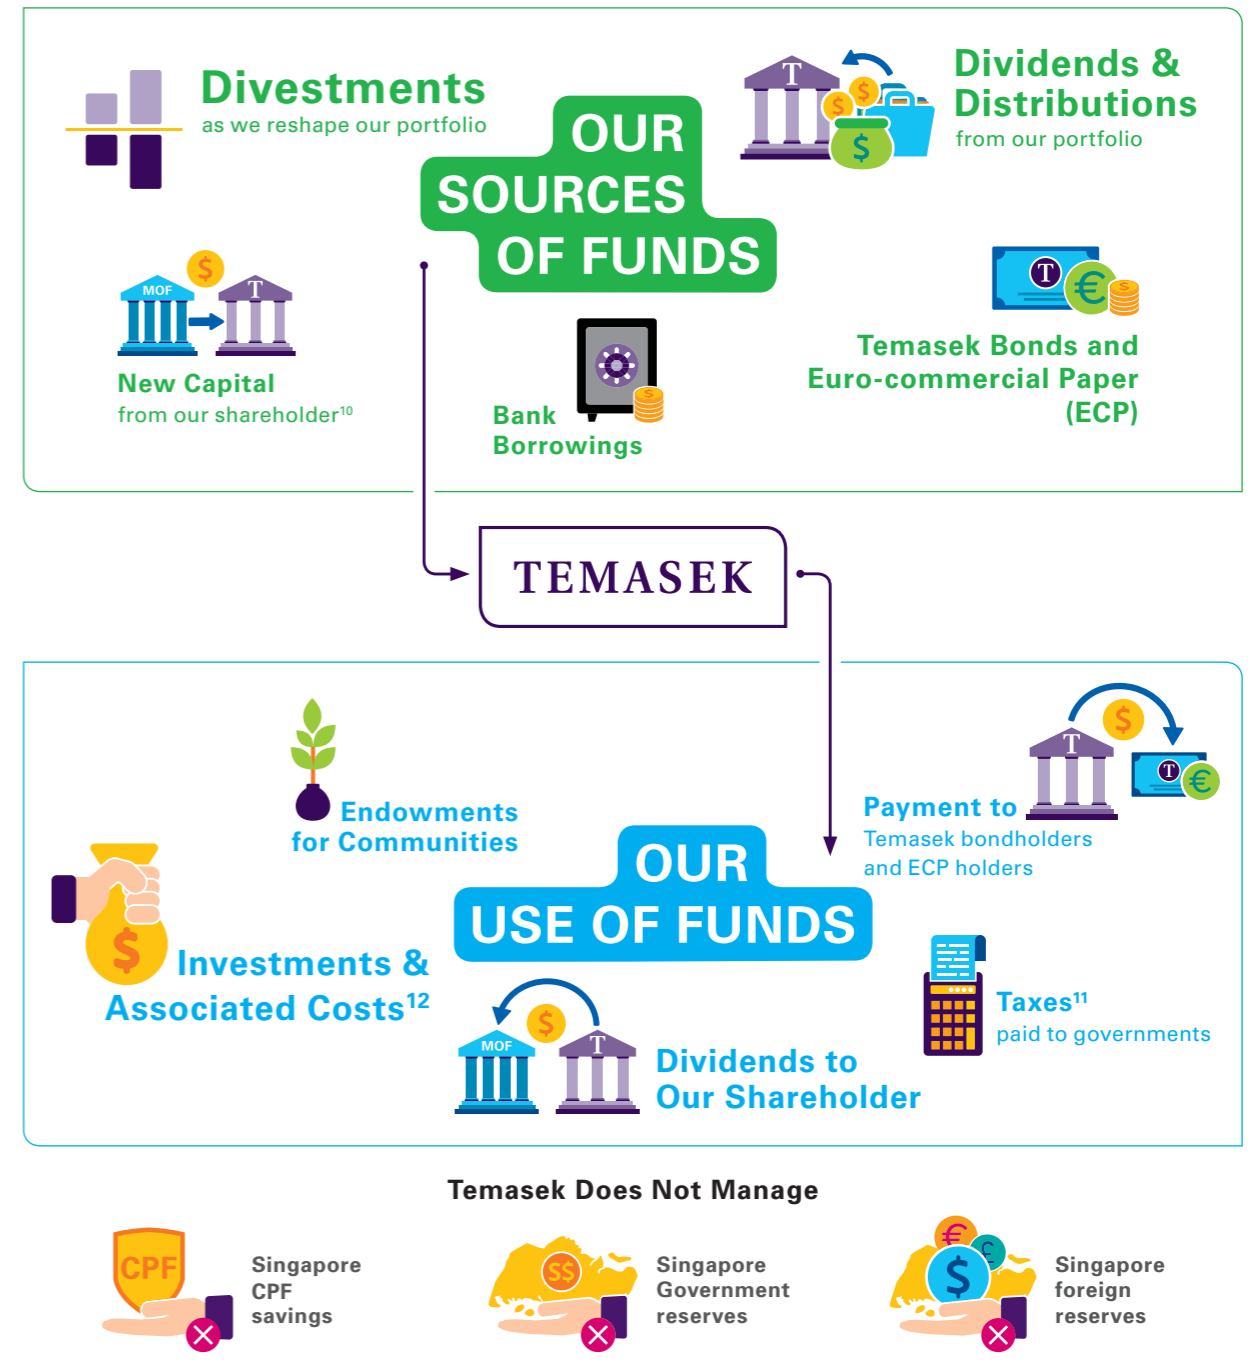 Divestments
as we reshape our portfolio
OUR
SOURCES
OF FUNDS
T
$
$
$
Dividends &
Distributions
from our portfolio
$
MOF
T
New Capital
from our shareholder¹⁰
$
Bank
Borrowings
T
€
$
Temasek Bonds and
Euro-commercial Paper
(ECP)
TEMASEK
Endowments
for Communities
$
T
T
€
Payment to
Temasek bondholders
and ECP holders
OUR
USE OF FUNDS
$
Investments &
Associated Costs¹²
$
MOF
T
Dividends to
Our Shareholder
Taxes¹¹
paid to governments
Temasek Does Not Manage
CPF
Singapore
CPF
savings
S$
Singapore
Government
reserves
€
£
$
Singapore
foreign
reserves